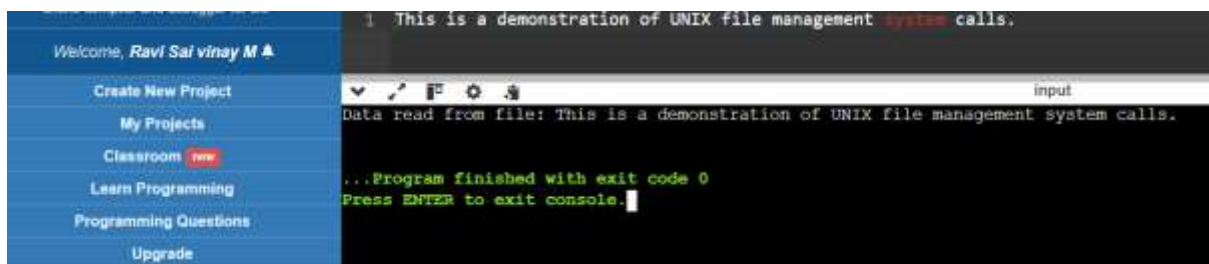 Welcome, Ravi Sai vinay M
Create New Project
My Projects
Classroom new
Learn Programming
Programming Questions
Upgrade
1 This is a demonstration of UNIX file management system calls.
input
Data read from file: This is a demonstration of UNIX file management system calls.
...Program finished with exit code 0
Press ENTER to exit console.